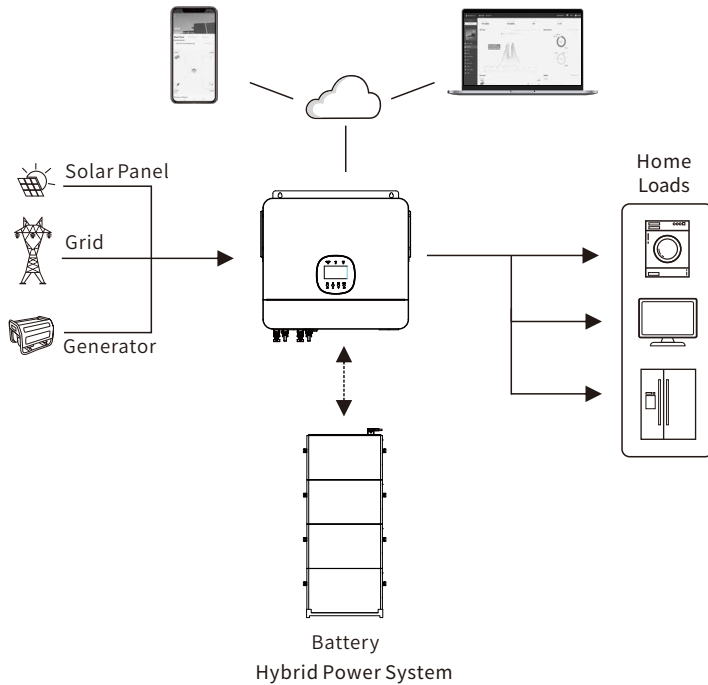 Solar Panel
Grid
Generator
Home
Loads
Battery
Hybrid Power System